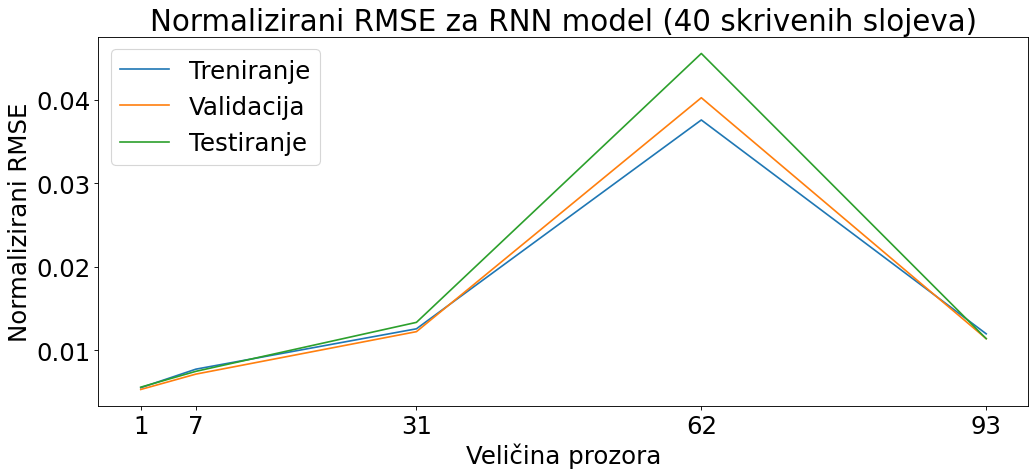 Normalizirani RMSE za RNN model (40 skrivenih slojeva)
Treniranje
Validacija
Testiranje
Normalizirani RMSE
0.04
0.03
0.02
0.01
1 7 31 62 93
Veličina prozora